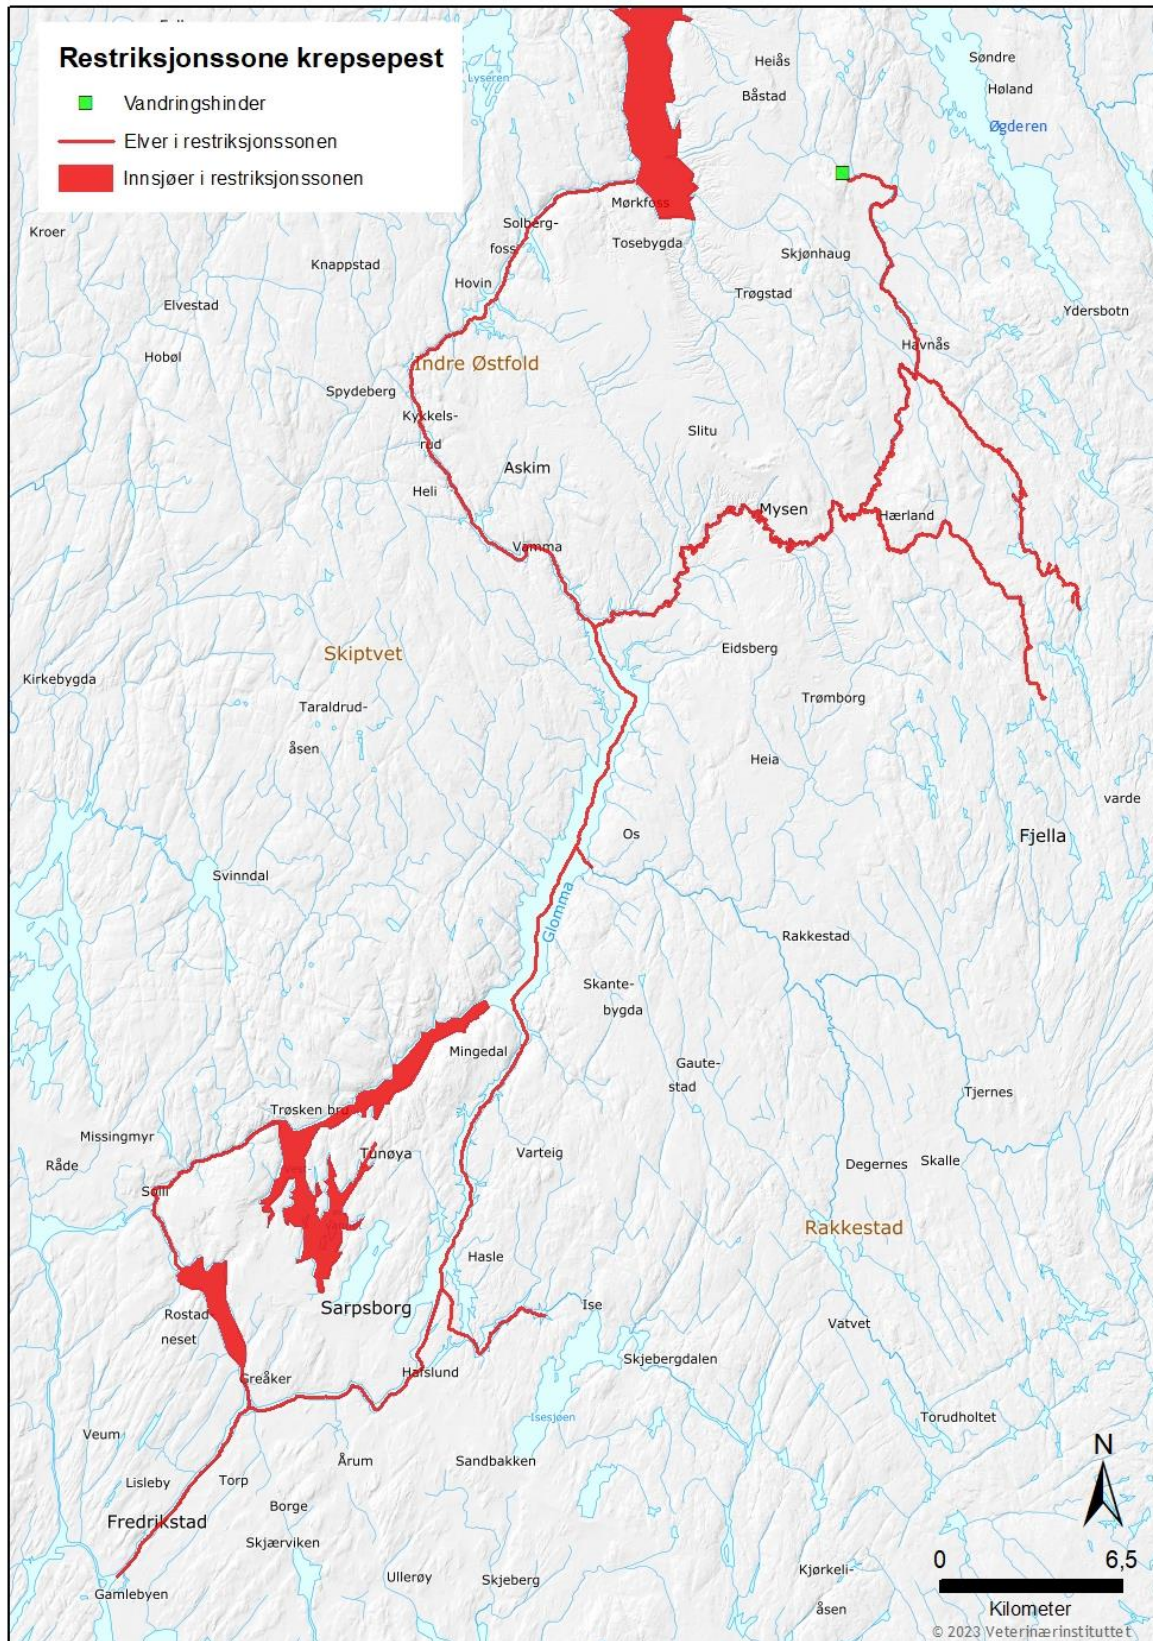 Restriksjonssone krepsepest
Vandringshinder
Elver i restriksjonssonen
Innsjøer i restriksjonssonen
Lyseren
Heiås
Båstad
Søndre
Høland
Øgderen
Mørkfoss
Solberg-
foss
Tosebygda
Kroer
Knappstad
Skjønhaug
Hovin
Trøgstad
Elvestad
Ydersbotn
Hobøl
Havnås
Indre Østfold
Spydeberg
Kykkels-
rud
Slitu
Askim
Heli
Mysen
Hærland
Vamma
Skiptvet
Eidsberg
Kirkebygda
Trømborg
Taraldrud-
åsen
Heia
varde
Os
Fjella
Svinndal
Glomma
Rakkestad
Skante-
bygda
Mingedal
Gaute-
stad
Tjernes
Trøsken bru
Missingmyr
Tunøya
Varteig
Råde
Degernes
Skalle
Solli
Rakkestad
Hasle
Sarpsborg
Ise
Rostad
neset
Vatvet
Skjebergdalen
Greåker
Hafslund
Isesjøen
Torudholtet
Veum
Årum
Sandbakken
Lisleby
Torp
Borge
Fredrikstad
Skjærviken
Ullerøy
Skjeberg
Kjørkeli-
åsen
Gamlebyen
N
0 6,5
Kilometer
© 2023 Veterinærinstituttet